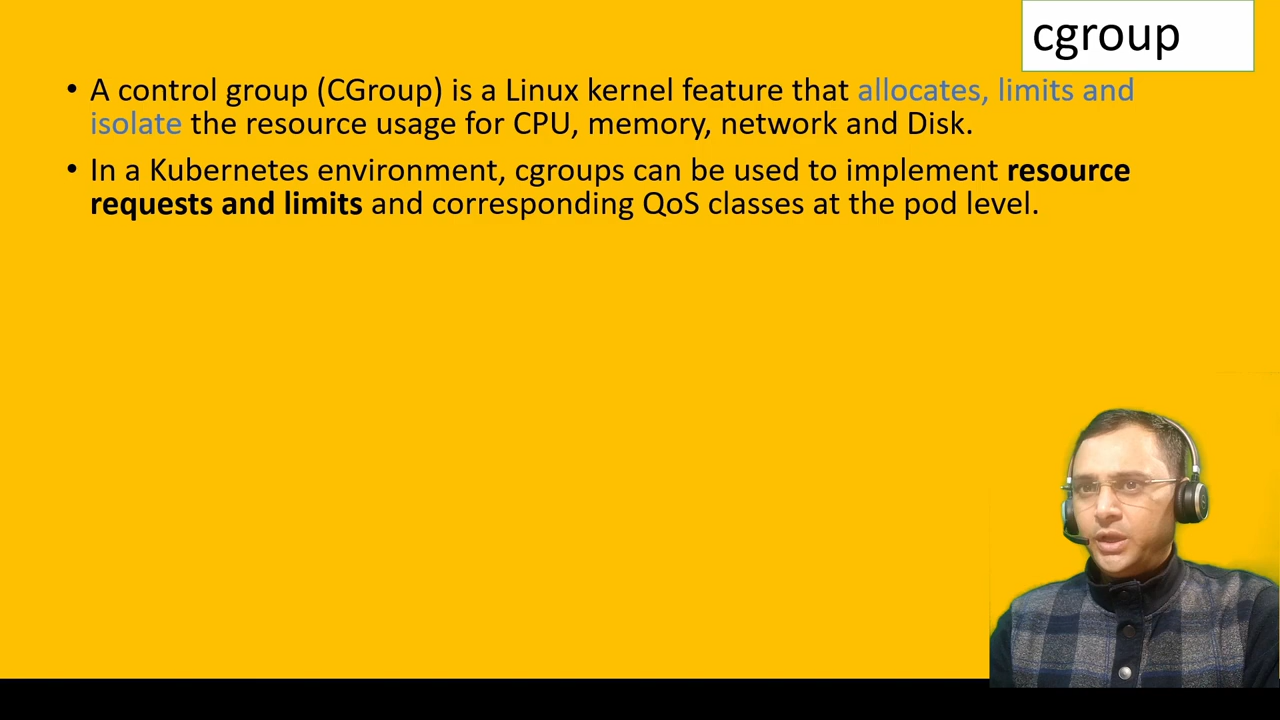 cgroup
• A control group (CGroup) is a Linux kernel feature that allocates, limits and
isolate the resource usage for CPU, memory, network and Disk.
• In a Kubernetes environment, cgroups can be used to implement resource
requests and limits and corresponding QoS classes at the pod level.